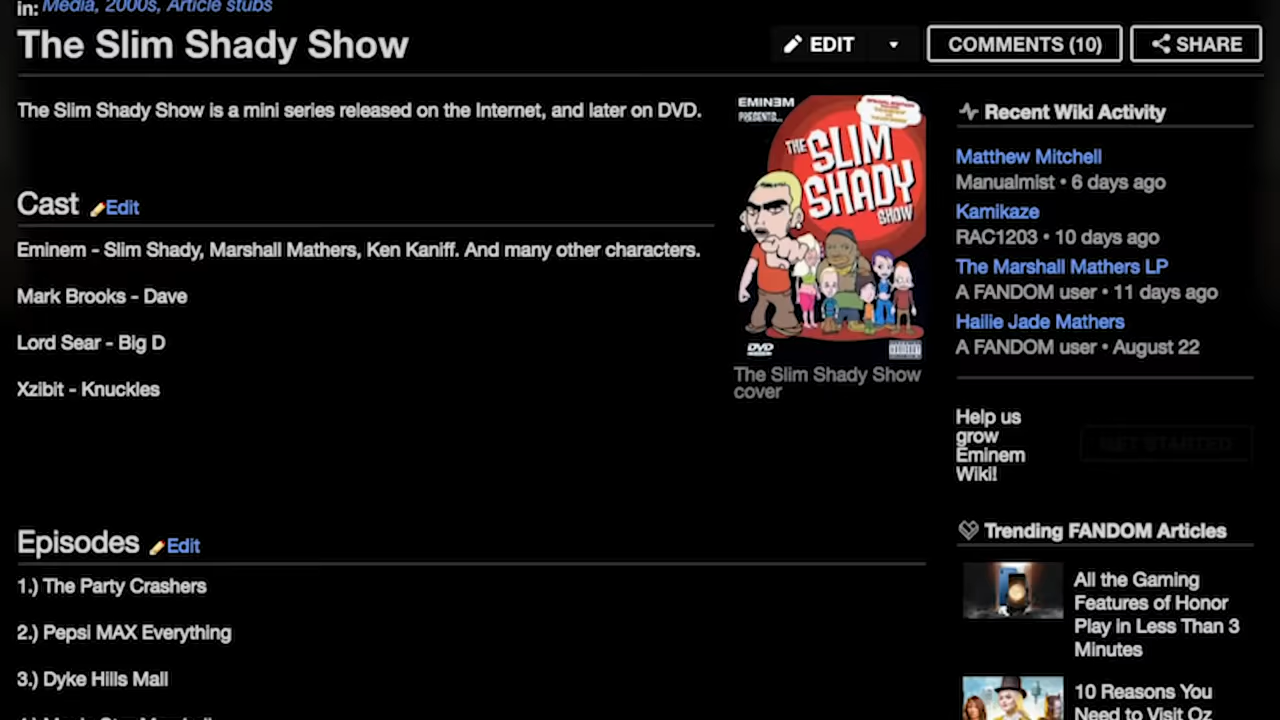 in: Media, 2000s, Article stubs
The Slim Shady Show
EDIT
COMMENTS (10)
SHARE
The Slim Shady Show is a mini series released on the Internet, and later on DVD.
Cast Edit
Eminem - Slim Shady, Marshall Mathers, Ken Kaniff. And many other characters.
Mark Brooks - Dave
Lord Sear - Big D
Xzibit - Knuckles
EMINEM
PRESENTS...
THE
SLIM
SHADY
SHOW
DVD
The Slim Shady Show
cover
Episodes Edit
1.) The Party Crashers
2.) Pepsi MAX Everything
3.) Dyke Hills Mall
Recent Wiki Activity
Matthew Mitchell
Manualmist • 6 days ago
Kamikaze
RAC1203 • 10 days ago
The Marshall Mathers LP
A FANDOM user • 11 days ago
Hailie Jade Mathers
A FANDOM user • August 22
Help us
grow
Eminem
Wiki!
GET STARTED
Trending FANDOM Articles
All the Gaming
Features of Honor
Play in Less Than 3
Minutes
10 Reasons You
Need to Visit Oz